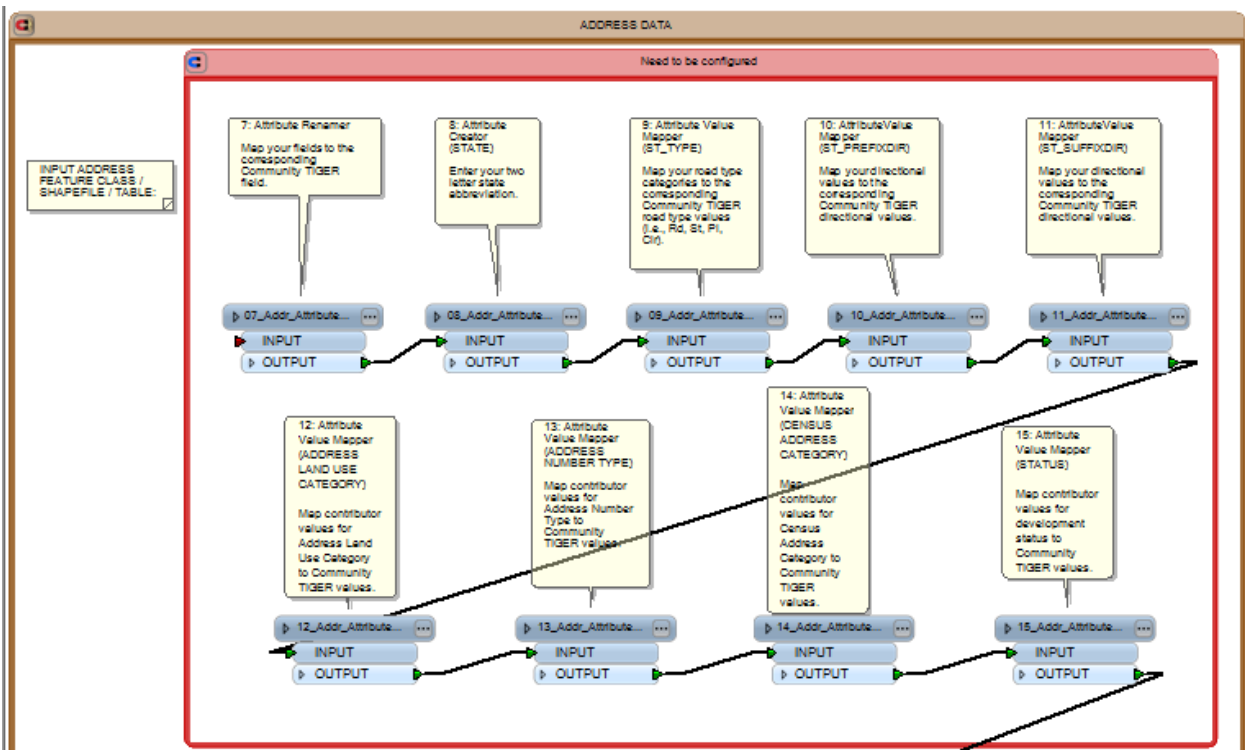 ADDRESS DATA
Need to be configured
INPUT ADDRESS
FEATURE CLASS /
SHAPEFILE / TABLE:
7: Attribute Renamer
Map your fields to the
corresponding
Community TIGER
field.
8: Attribute
Creator
(STATE)
Enter your two
letter state
abbreviation.
9: Attribute Value
Mapper
(ST_TYPE)
Map your road type
categories to the
corresponding
Community TIGER
road type values
(i.e., Rd, St, Pl,
Cir).
10: AttributeValue
Mapper
(ST_PREFIXDIR)
Map your directional
values to the
corresponding
Community TIGER
directional values.
11: AttributeValue
Mapper
(ST_SUFFIXDIR)
Map your directional
values to the
corresponding
Community TIGER
directional values.
07_Addr_Attribute...
INPUT
OUTPUT
08_Addr_Attribute...
INPUT
OUTPUT
09_Addr_Attribute...
INPUT
OUTPUT
10_Addr_Attribute...
INPUT
OUTPUT
11_Addr_Attribute...
INPUT
OUTPUT
12: Attribute
Value Mapper
(ADDRESS
LAND USE
CATEGORY)
Map contributor
values for
Address Land
Use Category
to Community
TIGER values.
13: Attribute
Value Mapper
(ADDRESS
NUMBER TYPE)
Map contributor
values for
Address Number
Type to
Community
TIGER values.
14: Attribute
Value Mapper
(CENSUS
ADDRESS
CATEGORY)
Map
contributor
values for
Census
Address
Category to
Community
TIGER
values.
15: Attribute
Value Mapper
(STATUS)
Map contributor
values for
development
status to
Community
TIGER values.
12_Addr_Attribute...
INPUT
OUTPUT
13_Addr_Attribute...
INPUT
OUTPUT
14_Addr_Attribute...
INPUT
OUTPUT
15_Addr_Attribute...
INPUT
OUTPUT